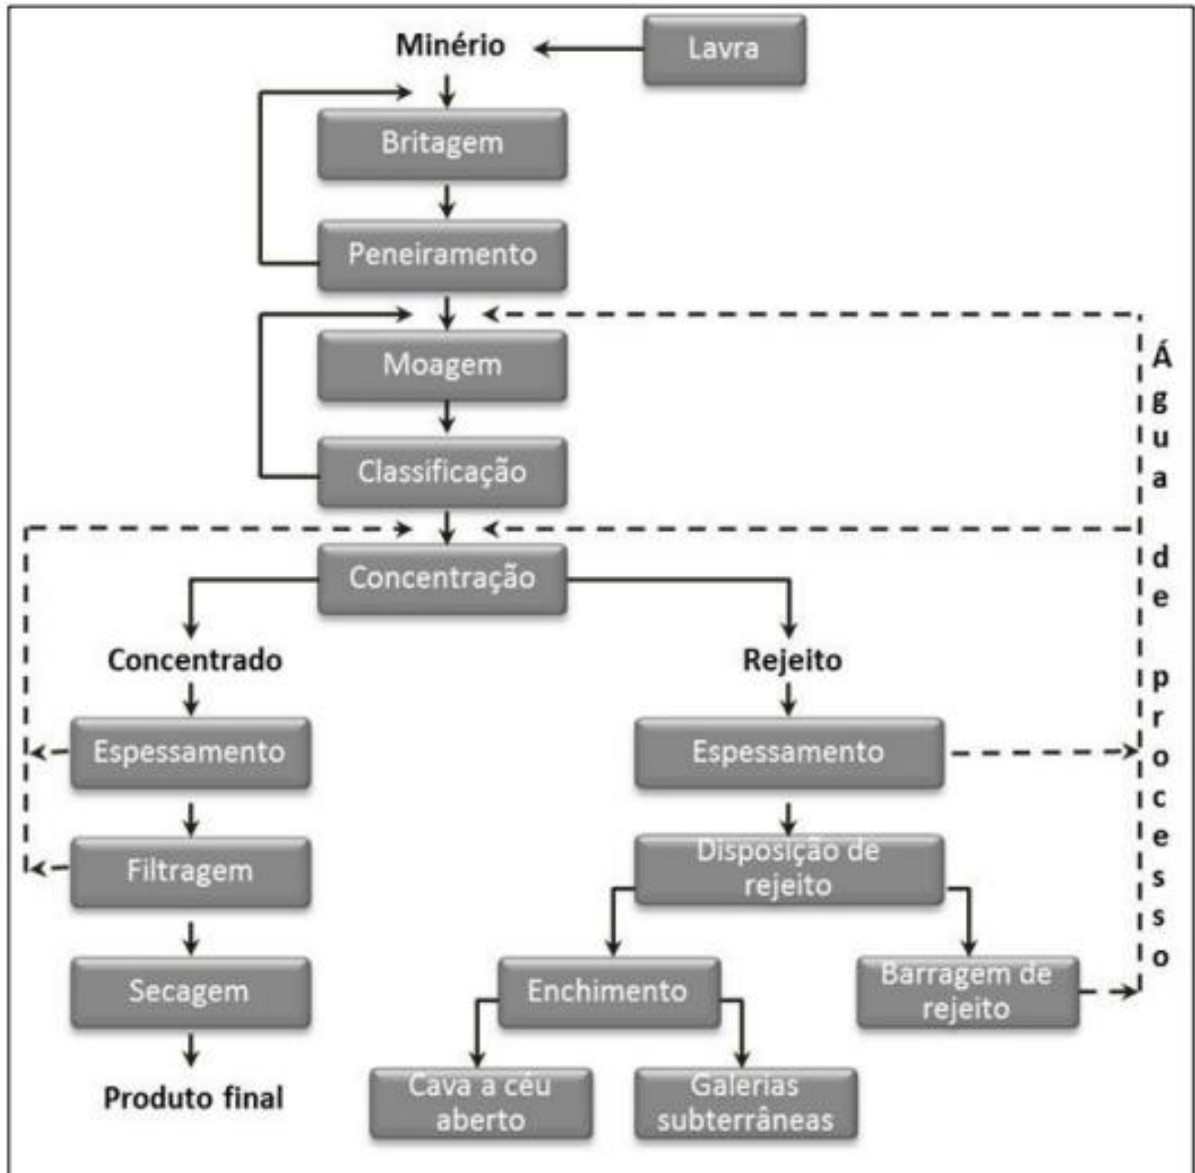 Minério
Lavra
Britagem
Peneiramento
Moagem
Classificação
Concentração
Concentrado
Rejeito
Espessamento
Espessamento
Filtragem
Disposição de
rejeito
Secagem
Enchimento
Barragem de
rejeito
Produto final
Cava a céu
aberto
Galerias
subterrâneas
Água de processo